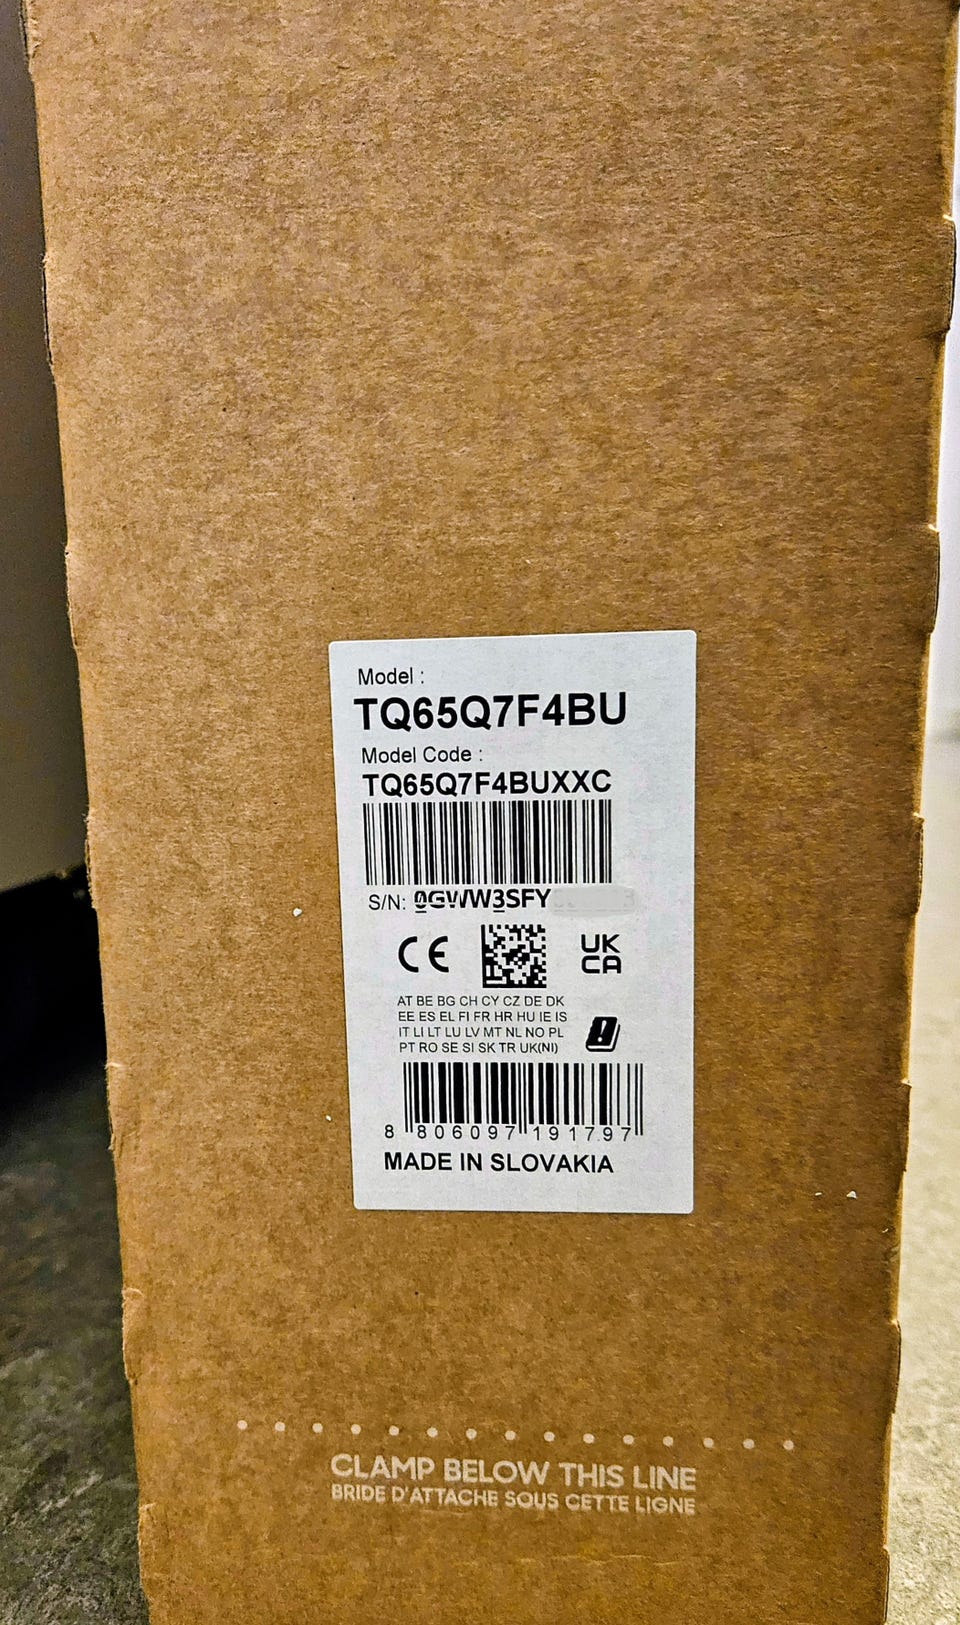 Model :
TQ65Q7F4BU
Model Code :
TQ65Q7F4BUXXC
S/N: 0GWW3SFY
CE
UK
CA
AT BE BG CH CY CZ DE DK
EE ES EL FI FR HR HU IE IS
IT LI LT LU LV MT NL NO PL
PT RO SE SI SK TR UK(NI)
8 806097 191797
MADE IN SLOVAKIA
CLAMP BELOW THIS LINE
BRIDE D'ATTACHE SOUS CETTE LIGNE